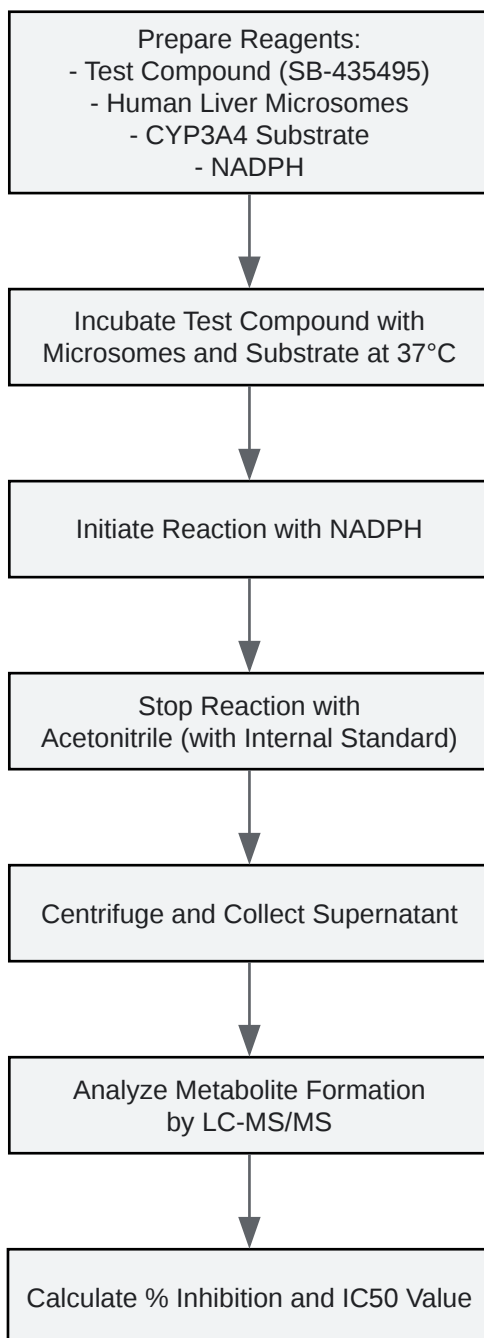 Prepare Reagents:
- Test Compound (SB-435495)
- Human Liver Microsomes
- CYP3A4 Substrate
- NADPH
Incubate Test Compound with
Microsomes and Substrate at 37°C
Initiate Reaction with NADPH
Stop Reaction with
Acetonitrile (with Internal Standard)
Centrifuge and Collect Supernatant
Analyze Metabolite Formation
by LC-MS/MS
Calculate % Inhibition and IC50 Value